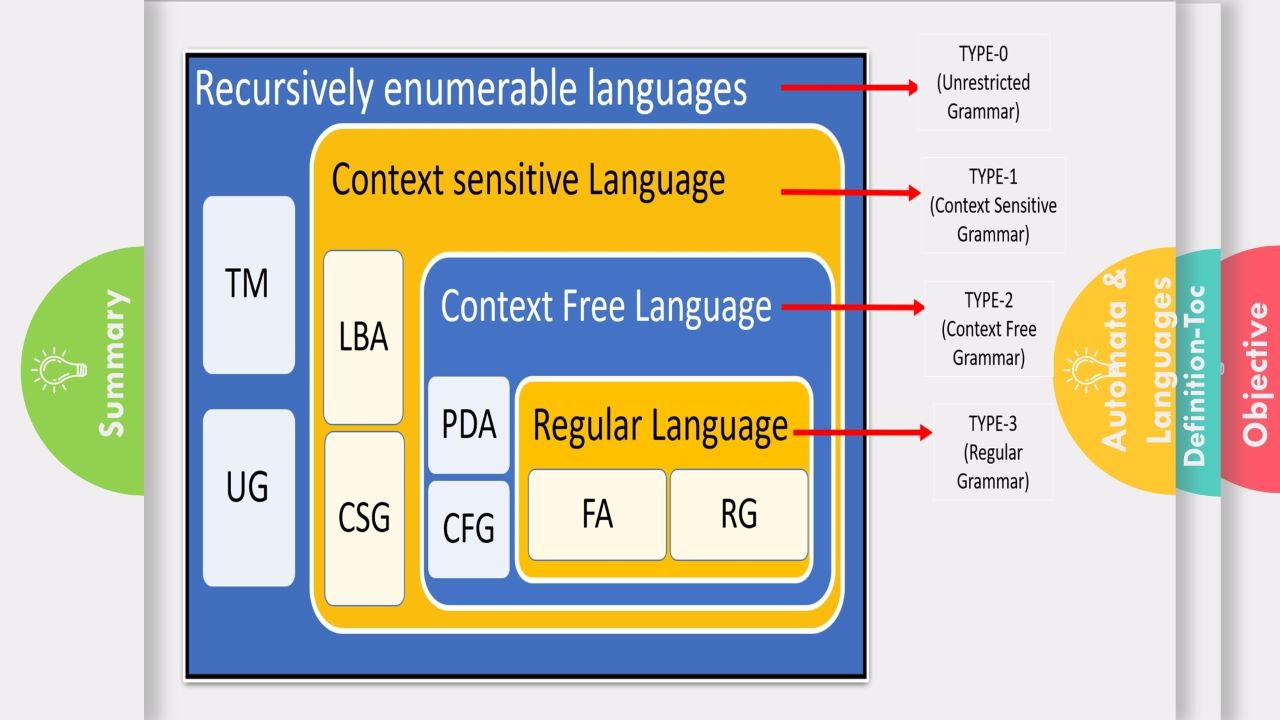 Summary
Recursively enumerable languages
TM
UG
Context sensitive Language
LBA
CSG
Context Free Language
PDA
CFG
Regular Language
FA
RG
TYPE-0
(Unrestricted
Grammar)
TYPE-1
(Context Sensitive
Grammar)
TYPE-2
(Context Free
Grammar)
TYPE-3
(Regular
Grammar)
Automata &
Languages
Definition-Toc
Objective